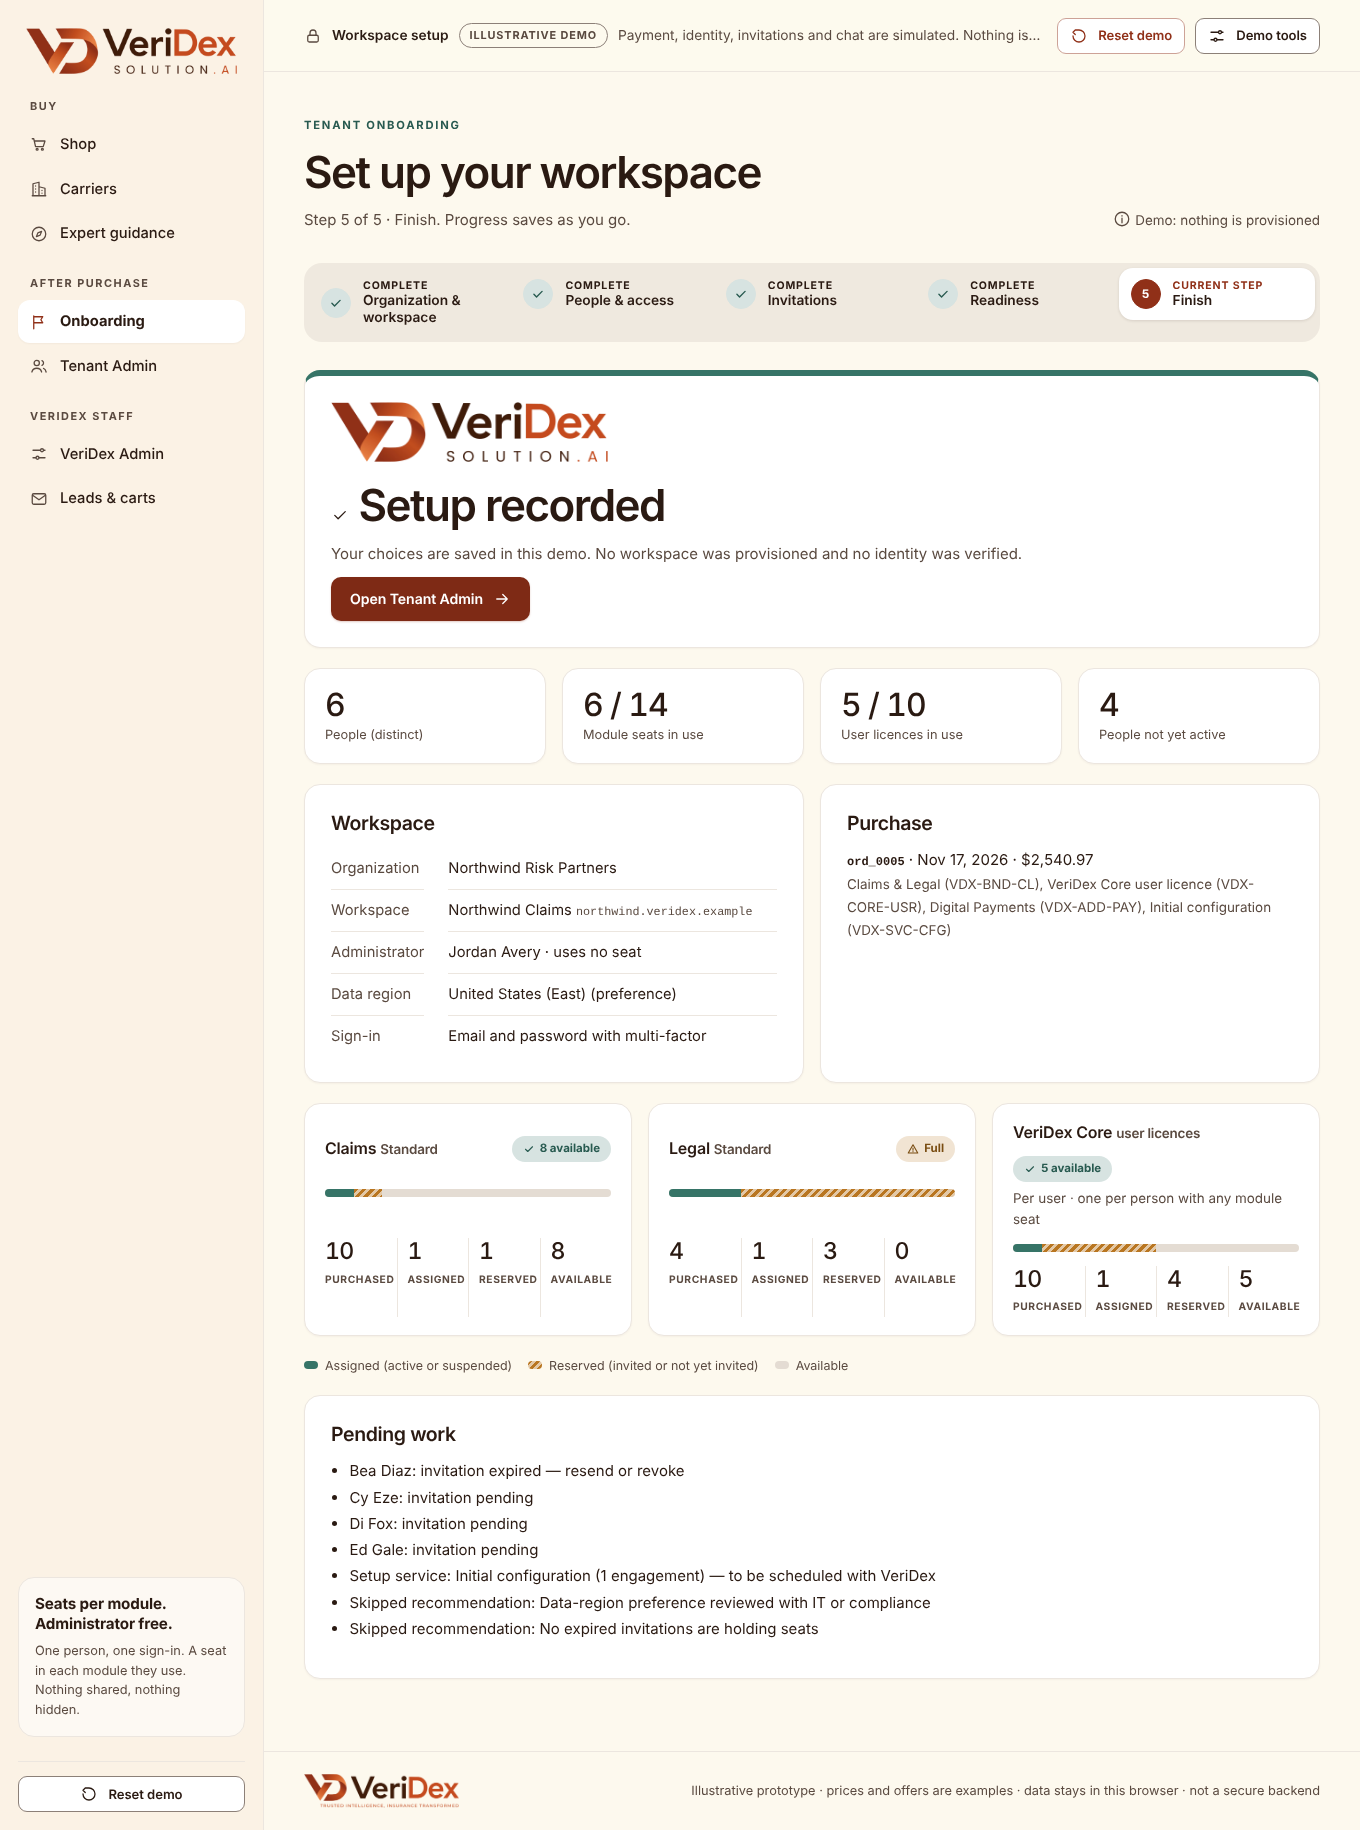 VeriDex
SOLUTION.AI
BUY
Shop
Carriers
Expert guidance
AFTER PURCHASE
Onboarding
Tenant Admin
VERIDEX STAFF
VeriDex Admin
Leads & carts
Seats per module.
Administrator free.
One person, one sign-in. A seat
in each module they use.
Nothing shared, nothing
hidden.
Reset demo
Workspace setup
ILLUSTRATIVE DEMO
Payment, identity, invitations and chat are simulated. Nothing is...
Reset demo
Demo tools
TENANT ONBOARDING
Set up your workspace
Step 5 of 5 · Finish. Progress saves as you go.
Demo: nothing is provisioned
COMPLETE
Organization &
workspace
COMPLETE
People & access
COMPLETE
Invitations
COMPLETE
Readiness
5
CURRENT STEP
Finish
VeriDex
SOLUTION.AI
Setup recorded
Your choices are saved in this demo. No workspace was provisioned and no identity was verified.
Open Tenant Admin
6
People (distinct)
6 / 14
Module seats in use
5 / 10
User licences in use
4
People not yet active
Workspace
Organization Northwind Risk Partners
Workspace Northwind Claims northwind.veridex.example
Administrator Jordan Avery · uses no seat
Data region United States (East) (preference)
Sign-in Email and password with multi-factor
Purchase
ord_0005 · Nov 17, 2026 · $2,540.97
Claims & Legal (VDX-BND-CL), VeriDex Core user licence (VDX-
CORE-USR), Digital Payments (VDX-ADD-PAY), Initial configuration
(VDX-SVC-CFG)
Claims Standard
8 available
10 1 1 8
PURCHASED ASSIGNED RESERVED AVAILABLE
Legal Standard
Full
4 1 3 0
PURCHASED ASSIGNED RESERVED AVAILABLE
VeriDex Core user licences
5 available
Per user · one per person with any module
seat
10 1 4 5
PURCHASED ASSIGNED RESERVED AVAILABLE
Assigned (active or suspended) Reserved (invited or not yet invited) Available
Pending work
• Bea Diaz: invitation expired — resend or revoke
• Cy Eze: invitation pending
• Di Fox: invitation pending
• Ed Gale: invitation pending
• Setup service: Initial configuration (1 engagement) — to be scheduled with VeriDex
• Skipped recommendation: Data-region preference reviewed with IT or compliance
• Skipped recommendation: No expired invitations are holding seats
VeriDex
TRUSTED INTELLIGENCE, INSURANCE TRANSFORMED
Illustrative prototype · prices and offers are examples · data stays in this browser · not a secure backend